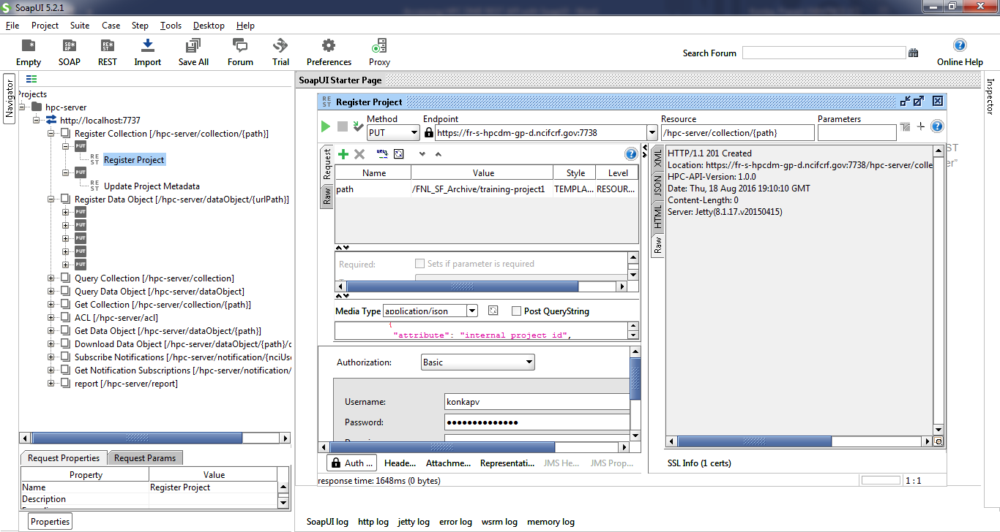 SoapUI 5.2.1
File Project Suite Case Step Tools Desktop Help
Empty SOAP REST Import Save All Forum Trial Preferences Proxy
Search Forum
Online Help
Navigator
Projects
hpc-server
http://localhost:7737
Register Collection [/hpc-server/collection/{path}]
PUT
REST Register Project
PUT
REST Update Project Metadata
Register Data Object [/hpc-server/dataObject/{urlPath}]
PUT
PUT
PUT
PUT
PUT
Query Collection [/hpc-server/collection]
Query Data Object [/hpc-server/dataObject]
Get Collection [/hpc-server/collection/{path}]
ACL [/hpc-server/acl]
Get Data Object [/hpc-server/dataObject/{path}]
Download Data Object [/hpc-server/dataObject/{path}/
Subscribe Notifications [/hpc-server/notification/{nciUse
Get Notification Subscriptions [/hpc-server/notification/
report [/hpc-server/report]
Request Properties Request Params
Property Value
Name Register Project
Description
Properties
SoapUI Starter Page
REST Register Project
Method Endpoint Resource Parameters
PUT https://fr-s-hpcdm-gp-d.ncifcrf.gov:7738 /hpc-server/collection/{path}
Request
Raw
Name Value Style Level
path /FNL_SF_Archive/training-project1 TEMPLA... RESOUR...
Required: Sets if parameter is required
Media Type application/json Post QueryString
{
"attribute": "internal_project_id",
Authorization: Basic
Username: konkapv
Password: ●●●●●●●●●●●●●●
Auth ... Heade... Attachme... Representati... JMS He... JMS Prop...
response time: 1648ms (0 bytes)
XML
JSON
HTML
Raw
HTTP/1.1 201 Created
Location: https://fr-s-hpcdm-gp-d.ncifcrf.gov:7738/hpc-server/colle
HPC-API-Version: 1.0.0
Date: Thu, 18 Aug 2016 19:10:10 GMT
Content-Length: 0
Server: Jetty(8.1.17.v20150415)
SSL Info (1 certs)
1 : 1
Inspector
ST
er"
SoapUI log http log jetty log error log wsrm log memory log